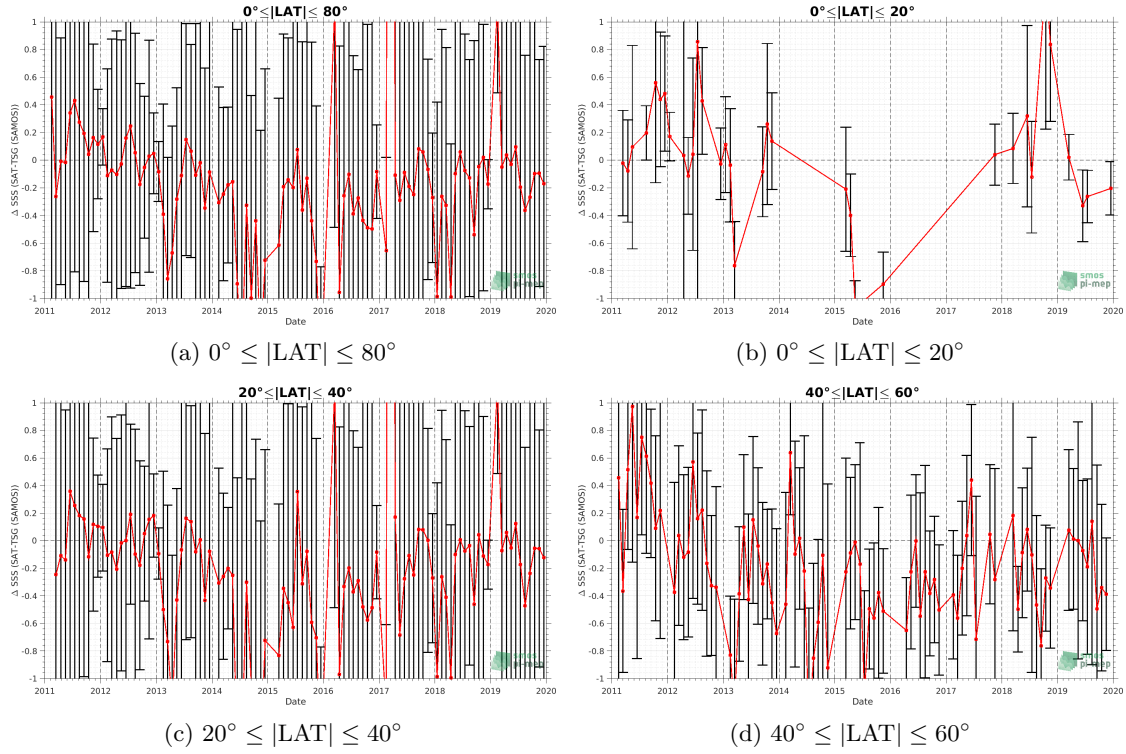 0°≤|LAT|≤ 80°
1
0.8
0.6
0.4
0.2
0
-0.2
-0.4
-0.6
-0.8
-1
Δ SSS (SAT-TSG (SAMOS))
2011 2012 2013 2014 2015 2016 2017 2018 2019 2020
Date
smos
pi-mep
(a) 0° ≤ |LAT| ≤ 80°
0°≤|LAT|≤ 20°
1
0.8
0.6
0.4
0.2
0
-0.2
-0.4
-0.6
-0.8
-1
Δ SSS (SAT-TSG (SAMOS))
2011 2012 2013 2014 2015 2016 2017 2018 2019 2020
Date
smos
pi-mep
(b) 0° ≤ |LAT| ≤ 20°
20°≤|LAT|≤ 40°
1
0.8
0.6
0.4
0.2
0
-0.2
-0.4
-0.6
-0.8
-1
Δ SSS (SAT-TSG (SAMOS))
2011 2012 2013 2014 2015 2016 2017 2018 2019 2020
Date
smos
pi-mep
(c) 20° ≤ |LAT| ≤ 40°
40°≤|LAT|≤ 60°
1
0.8
0.6
0.4
0.2
0
-0.2
-0.4
-0.6
-0.8
-1
Δ SSS (SAT-TSG (SAMOS))
2011 2012 2013 2014 2015 2016 2017 2018 2019 2020
Date
smos
pi-mep
(d) 40° ≤ |LAT| ≤ 60°